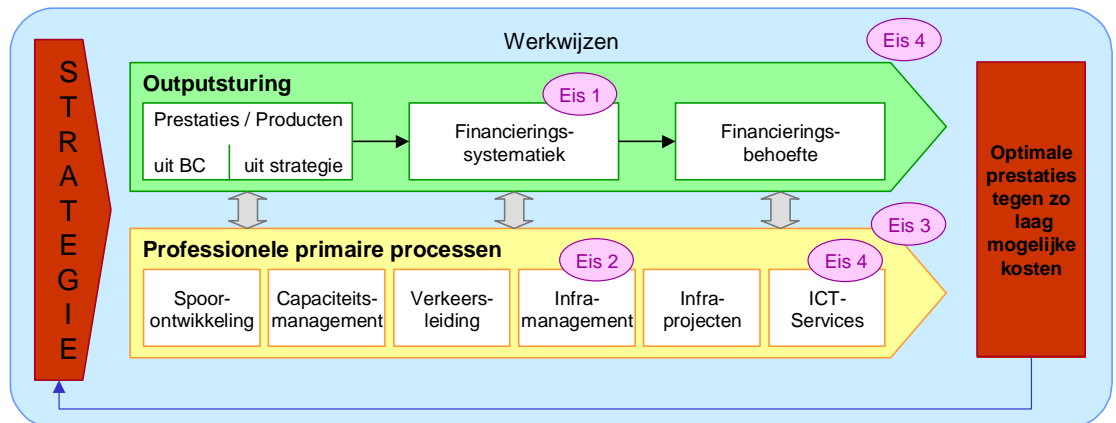 Werkwijzen
Eis 4
STRATEGIE
Outputsturing
Eis 1
Prestaties / Producten
uit BC
uit strategie
Financierings-
systematiek
Financierings-
behoefte
Optimale
prestaties
tegen zo
laag
mogelijke
kosten
Professionele primaire processen
Eis 3
Eis 2
Eis 4
Spoor-
ontwikkeling
Capaciteits-
management
Verkeers-
leiding
Infra-
management
Infra-
projecten
ICT-
Services